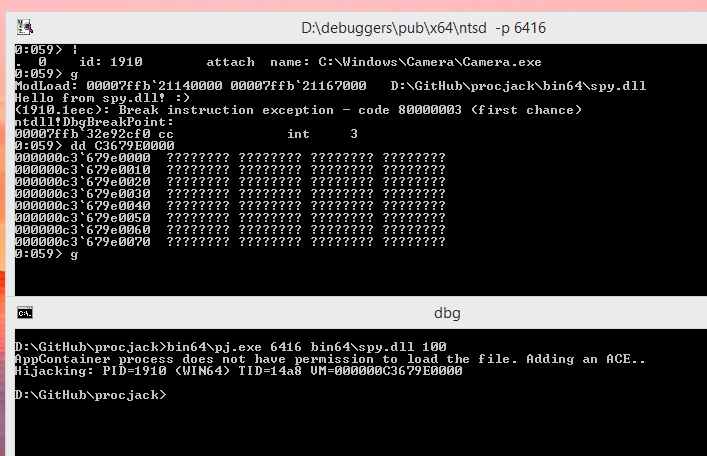 D:\debuggers\pub\x64\ntsd -p 6416
0:059> |
. 0 id: 1910 attach name: C:\Windows\Camera\Camera.exe
0:059> g
ModLoad: 00007ffb`21140000 00007ffb`21167000 D:\GitHub\procjack\bin64\spy.dll
Hello from spy.dll! :)
(1910.1eec): Break instruction exception - code 80000003 (first chance)
ntdll!DbgBreakPoint:
00007ffb`32e92cf0 cc int 3
0:059> dd C3679E0000
000000c3`679e0000 ???????? ???????? ???????? ????????
000000c3`679e0010 ???????? ???????? ???????? ????????
000000c3`679e0020 ???????? ???????? ???????? ????????
000000c3`679e0030 ???????? ???????? ???????? ????????
000000c3`679e0040 ???????? ???????? ???????? ????????
000000c3`679e0050 ???????? ???????? ???????? ????????
000000c3`679e0060 ???????? ???????? ???????? ????????
000000c3`679e0070 ???????? ???????? ???????? ????????
0:059> g
dbg
D:\GitHub\procjack>bin64\pj.exe 6416 bin64\spy.dll 100
AppContainer process does not have permission to load the file. Adding an ACE..
Hijacking: PID=1910 (WIN64) TID=14a8 VM=000000C3679E0000
D:\GitHub\procjack>